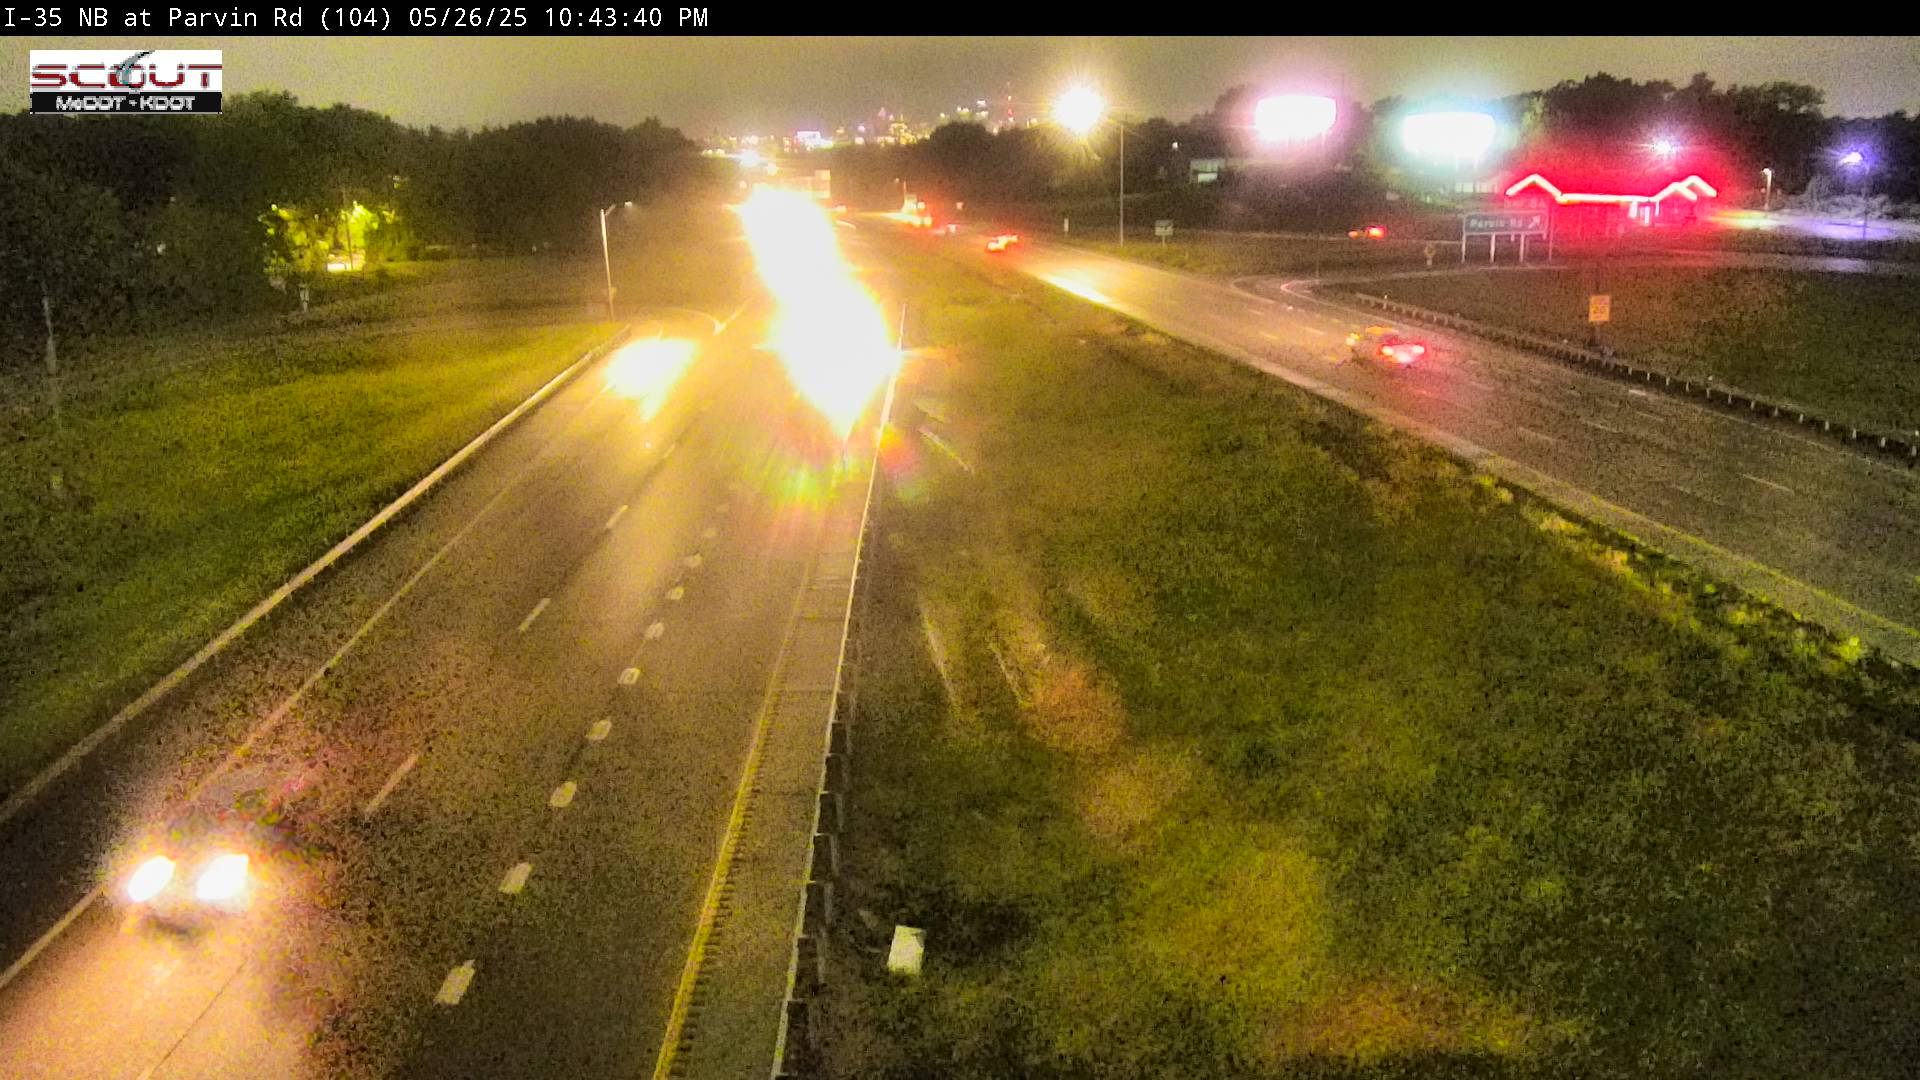 I-35 NB at Parvin Rd (104) 05/26/25 10:43:40 PM
SCOUT
MoDOT - KDOT
Parvin Rd